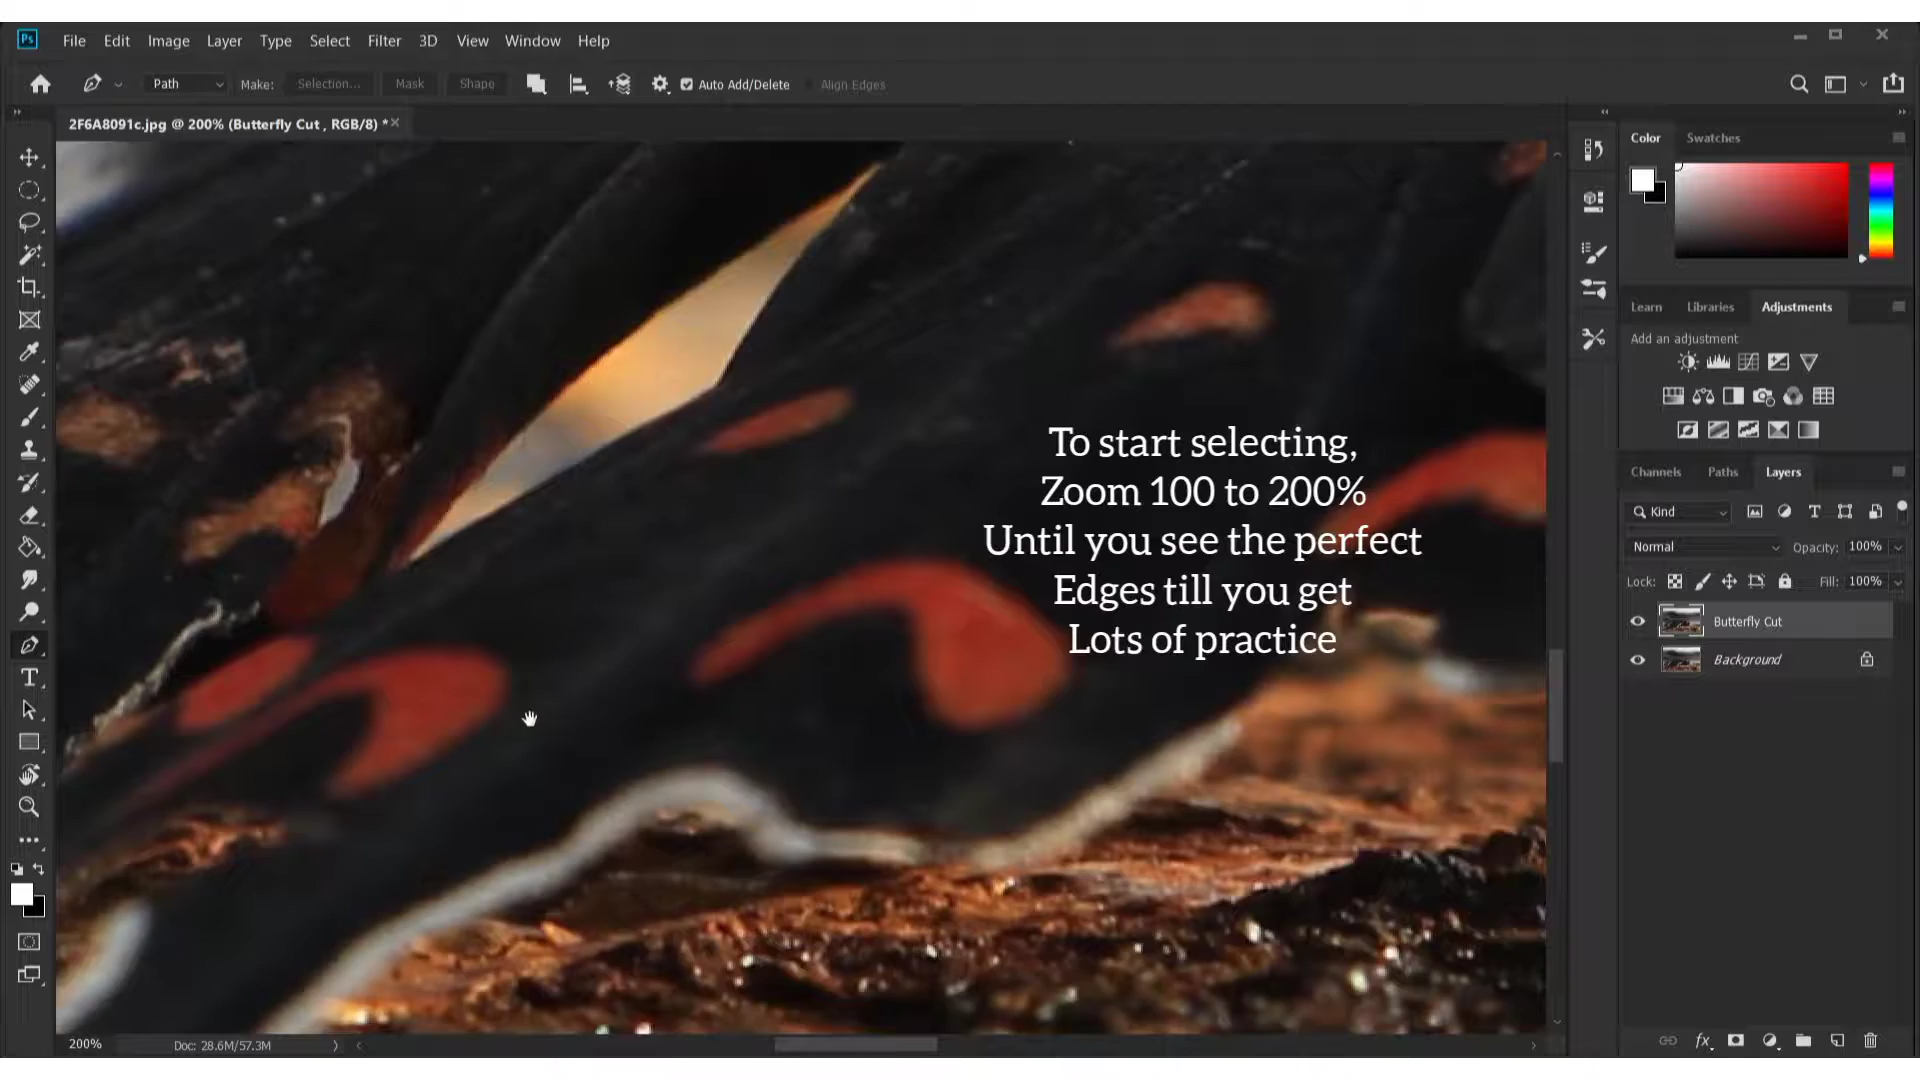 Ps File Edit Image Layer Type Select Filter 3D View Window Help
Path Make: Selection... Mask Shape Auto Add/Delete Align Edges
2F6A8091c.jpg @ 200% (Butterfly Cut , RGB/8) *
Color Swatches
Learn Libraries Adjustments
Add an adjustment
To start selecting,
Zoom 100 to 200%
Until you see the perfect
Edges till you get
Lots of practice
Channels Paths Layers
Kind
Normal Opacity: 100%
Lock: Fill: 100%
Butterfly Cut
Background
200% Doc: 28.6M/57.3M
fx